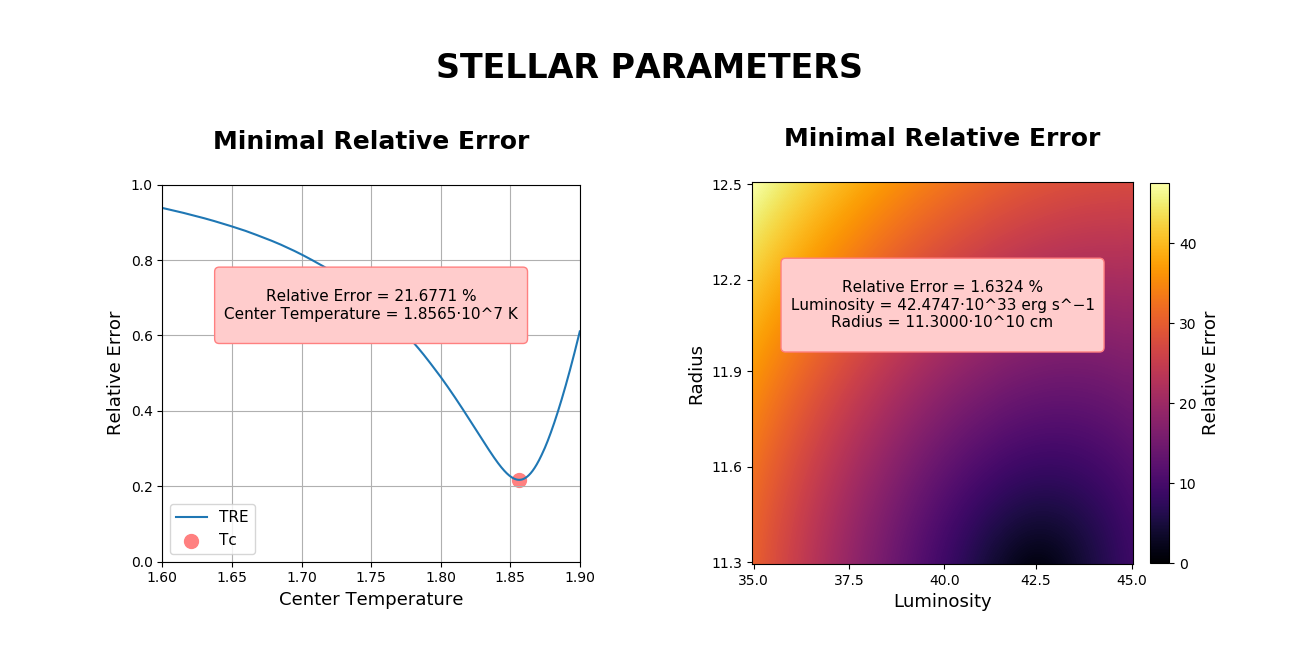 STELLAR PARAMETERS
Minimal Relative Error
1.0
0.8
0.6
0.4
0.2
0.0
Relative Error
Relative Error = 21.6771 %
Center Temperature = 1.8565·10^7 K
TRE
Tc
1.60 1.65 1.70 1.75 1.80 1.85 1.90
Center Temperature
Minimal Relative Error
12.5
12.2
11.9
11.6
11.3
Radius
Relative Error = 1.6324 %
Luminosity = 42.4747·10^33 erg s^−1
Radius = 11.3000·10^10 cm
35.0 37.5 40.0 42.5 45.0
Luminosity
40
30
20
10
0
Relative Error